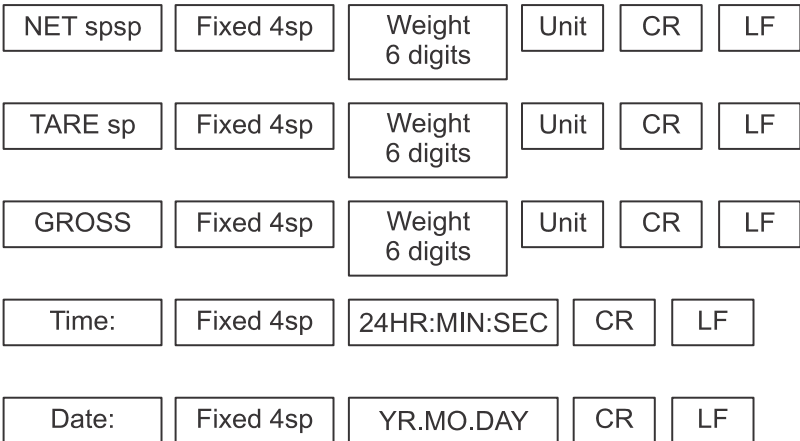 NET spsp Fixed 4sp Weight 6 digits Unit CR LF
TARE sp Fixed 4sp Weight 6 digits Unit CR LF
GROSS Fixed 4sp Weight 6 digits Unit CR LF
Time: Fixed 4sp 24HR:MIN:SEC CR LF
Date: Fixed 4sp YR.MO.DAY CR LF